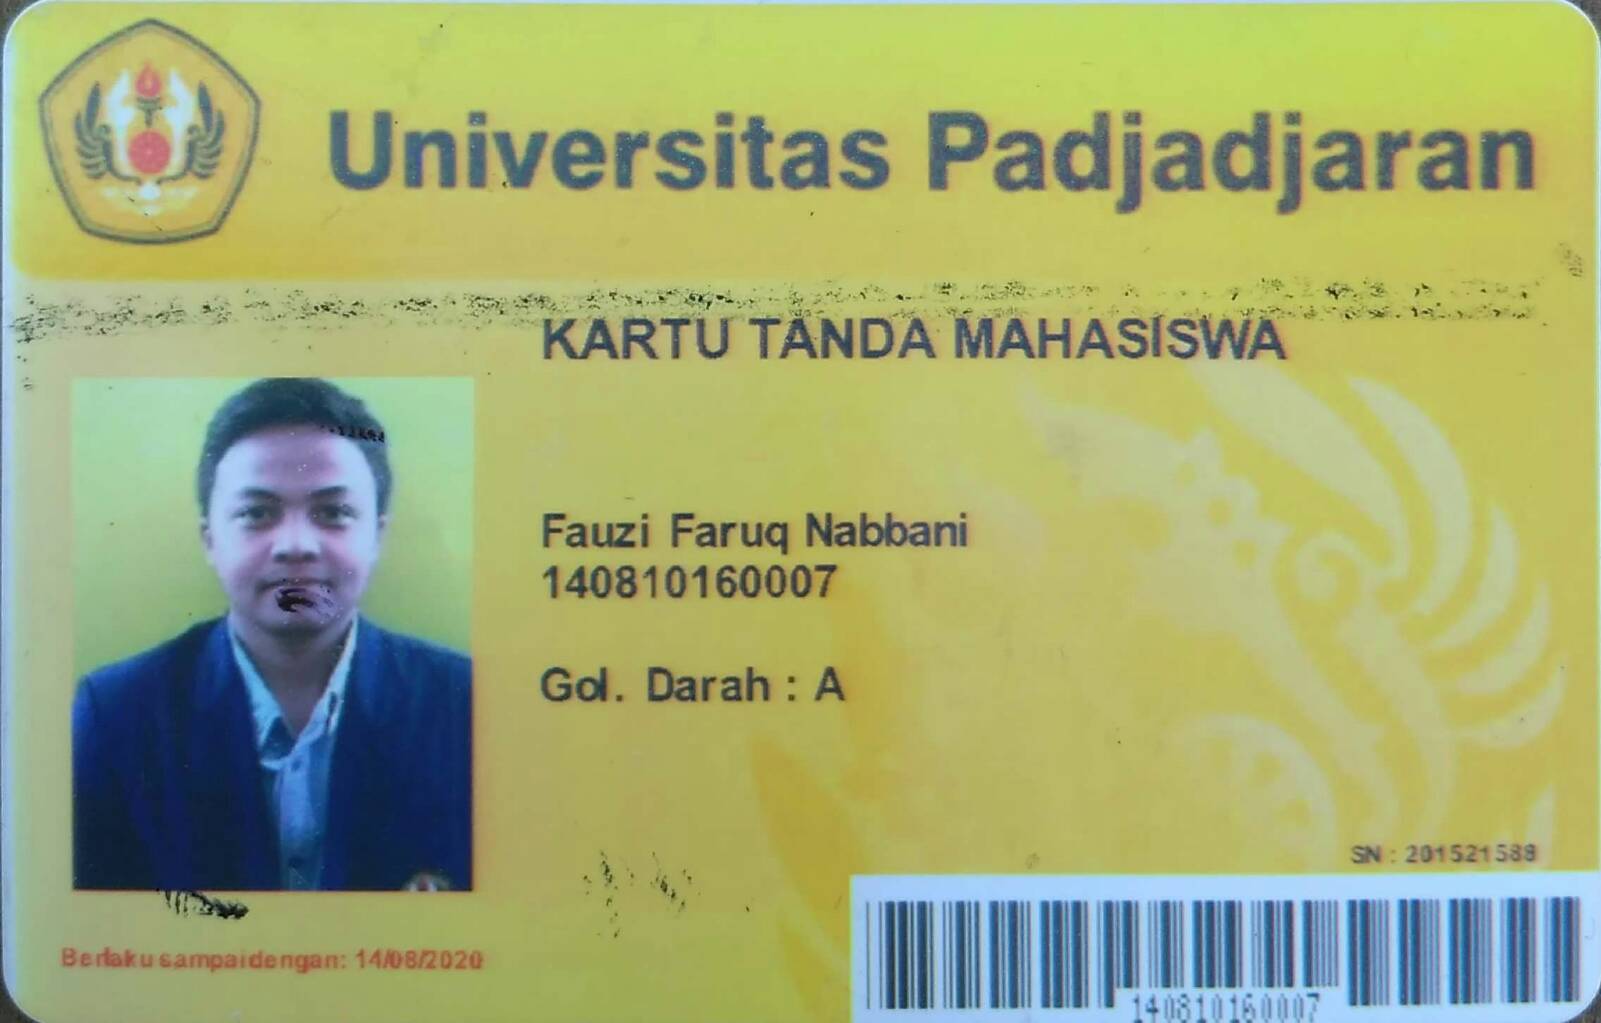 Universitas Padjadjaran
KARTU TANDA MAHASISWA
Fauzi Faruq Nabbani
140810160007
Gol. Darah : A
SN : 201521588
Berlaku sampai dengan: 14/08/2020
140810160007